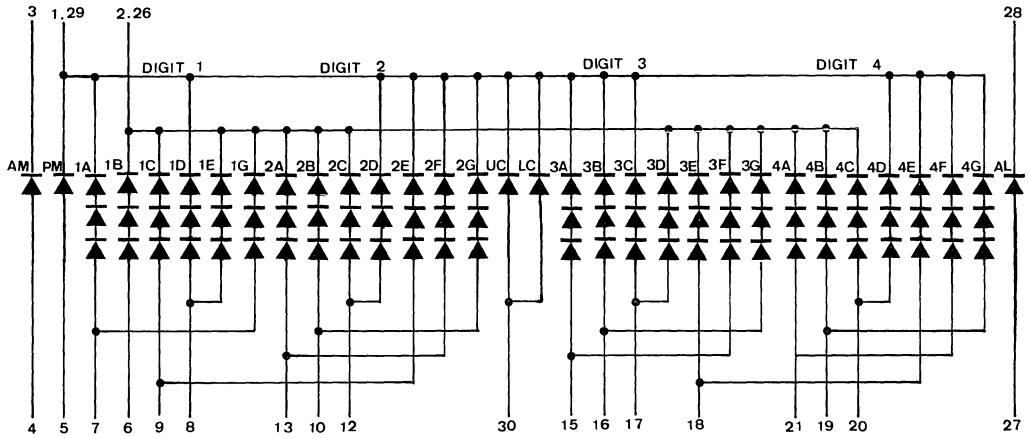 3 1.29 2.26 28
DIGIT 1 DIGIT 2 DIGIT 3 DIGIT 4
AM PM 1A 1B 1C 1D 1E 1G 2A 2B 2C 2D 2E 2F 2G UC LC 3A 3B 3C 3D 3E 3F 3G 4A 4B 4C 4D 4E 4F 4G AL
4 5 7 6 9 8 13 10 12 30 15 16 17 18 21 19 20 27